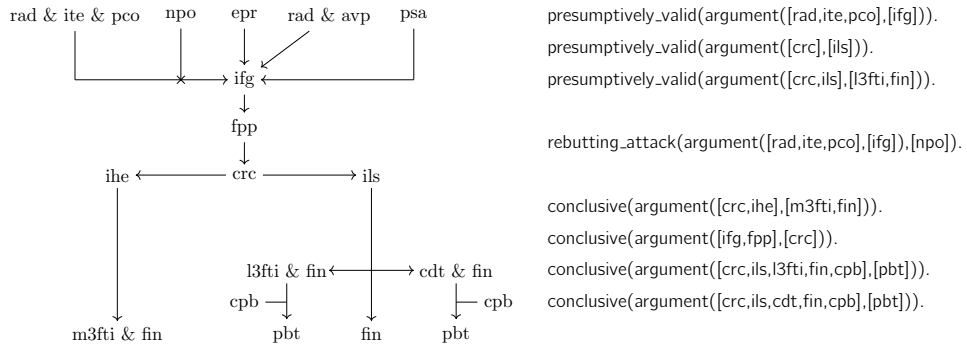 rad & ite & pco npo epr rad & avp psa
ifg
fpp
ihe crc ils
l3fti & fin cdt & fin
cpb cpb
m3fti & fin pbt fin pbt
presumptively_valid(argument([rad,ite,pco],[ifg])).
presumptively_valid(argument([crc],[ils])).
presumptively_valid(argument([crc,ils],[l3fti,fin])).
rebutting_attack(argument([rad,ite,pco],[ifg]),[npo]).
conclusive(argument([crc,ihe],[m3fti,fin])).
conclusive(argument([ifg,fpp],[crc])).
conclusive(argument([crc,ils,l3fti,fin,cpb],[pbt])).
conclusive(argument([crc,ils,cdt,fin,cpb],[pbt])).